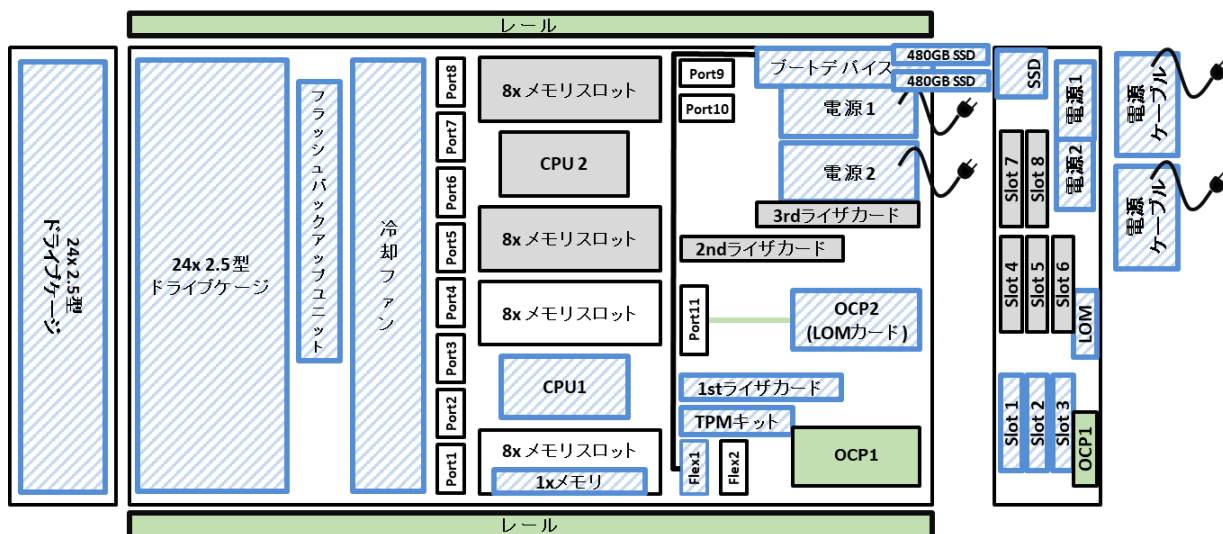 レール
24x 2.5型
ドライブケージ
24x 2.5型
ドライブケージ
フラッシュバックアップユニット
冷却ファン
Port8
Port7
Port6
Port5
Port4
Port3
Port2
Port1
8x メモリスロット
CPU 2
8x メモリスロット
8x メモリスロット
CPU1
8x メモリスロット
1xメモリ
Port9
Port10
ブートデバイス
480GB SSD
480GB SSD
電源1
電源2
3rdライザカード
2ndライザカード
Port11
OCP2
(LOMカード)
1stライザカード
TPMキット
Flex1
Flex2
OCP1
SSD
電源1
電源2
Slot 7
Slot 8
Slot 4
Slot 5
Slot 6
LOM
Slot 1
Slot 2
Slot 3
OCP1
電源
ケーブル
電源
ケーブル
レール